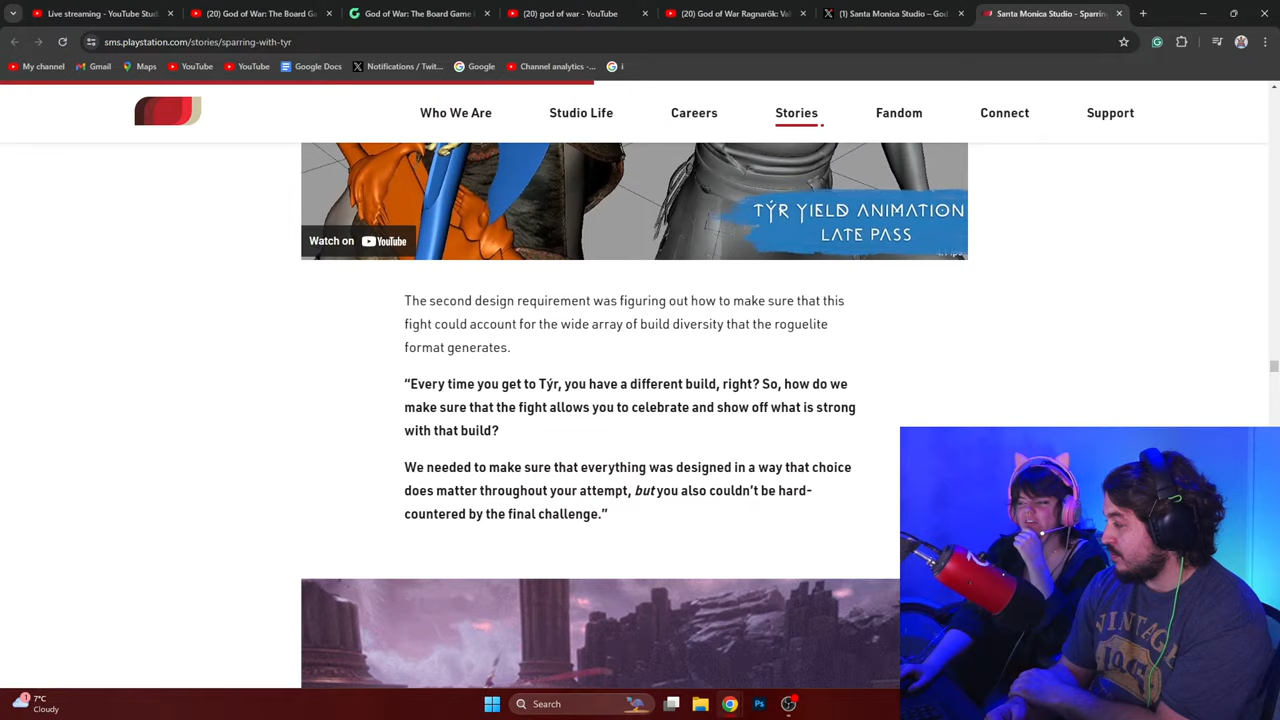 (20) YouTube Stud
(20) God of War: The Board Ga
God of War: The Board Game
(20) god of war - YouTube
(20) God of War Ragnarök: Val
(1) Santa Monica Studio – God
Santa Monica Studio - Sparring
sms.playstation.com/stories/sparring-with-tyr
My channel
Gmail
Maps
YouTube
YouTube
Google Docs
Notifications / Twit...
Google
Channel analytics -...
i
Who We Are
Studio Life
Careers
Stories
Fandom
Connect
Support
TÝR YIELD ANIMATION
LATE PASS
Watch on YouTube
The second design requirement was figuring out how to make sure that this
fight could account for the wide array of build diversity that the roguelite
format generates.
“Every time you get to Týr, you have a different build, right? So, how do we
make sure that the fight allows you to celebrate and show off what is strong
with that build?
We needed to make sure that everything was designed in a way that choice
does matter throughout your attempt, but you also couldn’t be hard-
countered by the final challenge.”
VINTAGE
1
7°C
Cloudy
Search
Ps